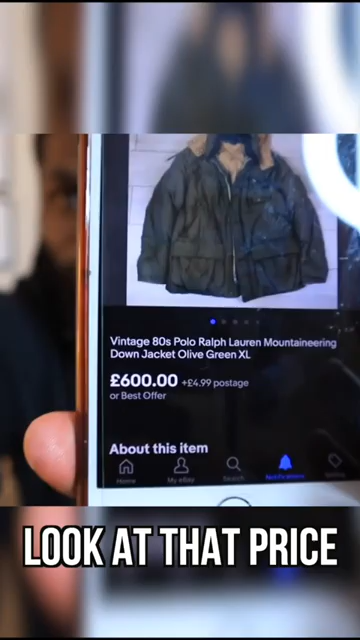 Vintage 80s Polo Ralph Lauren Mountaineering
Down Jacket Olive Green XL
£600.00 +£4.99 postage
or Best Offer
About this item
Home My eBay Search Notifications
LOOK AT THAT PRICE